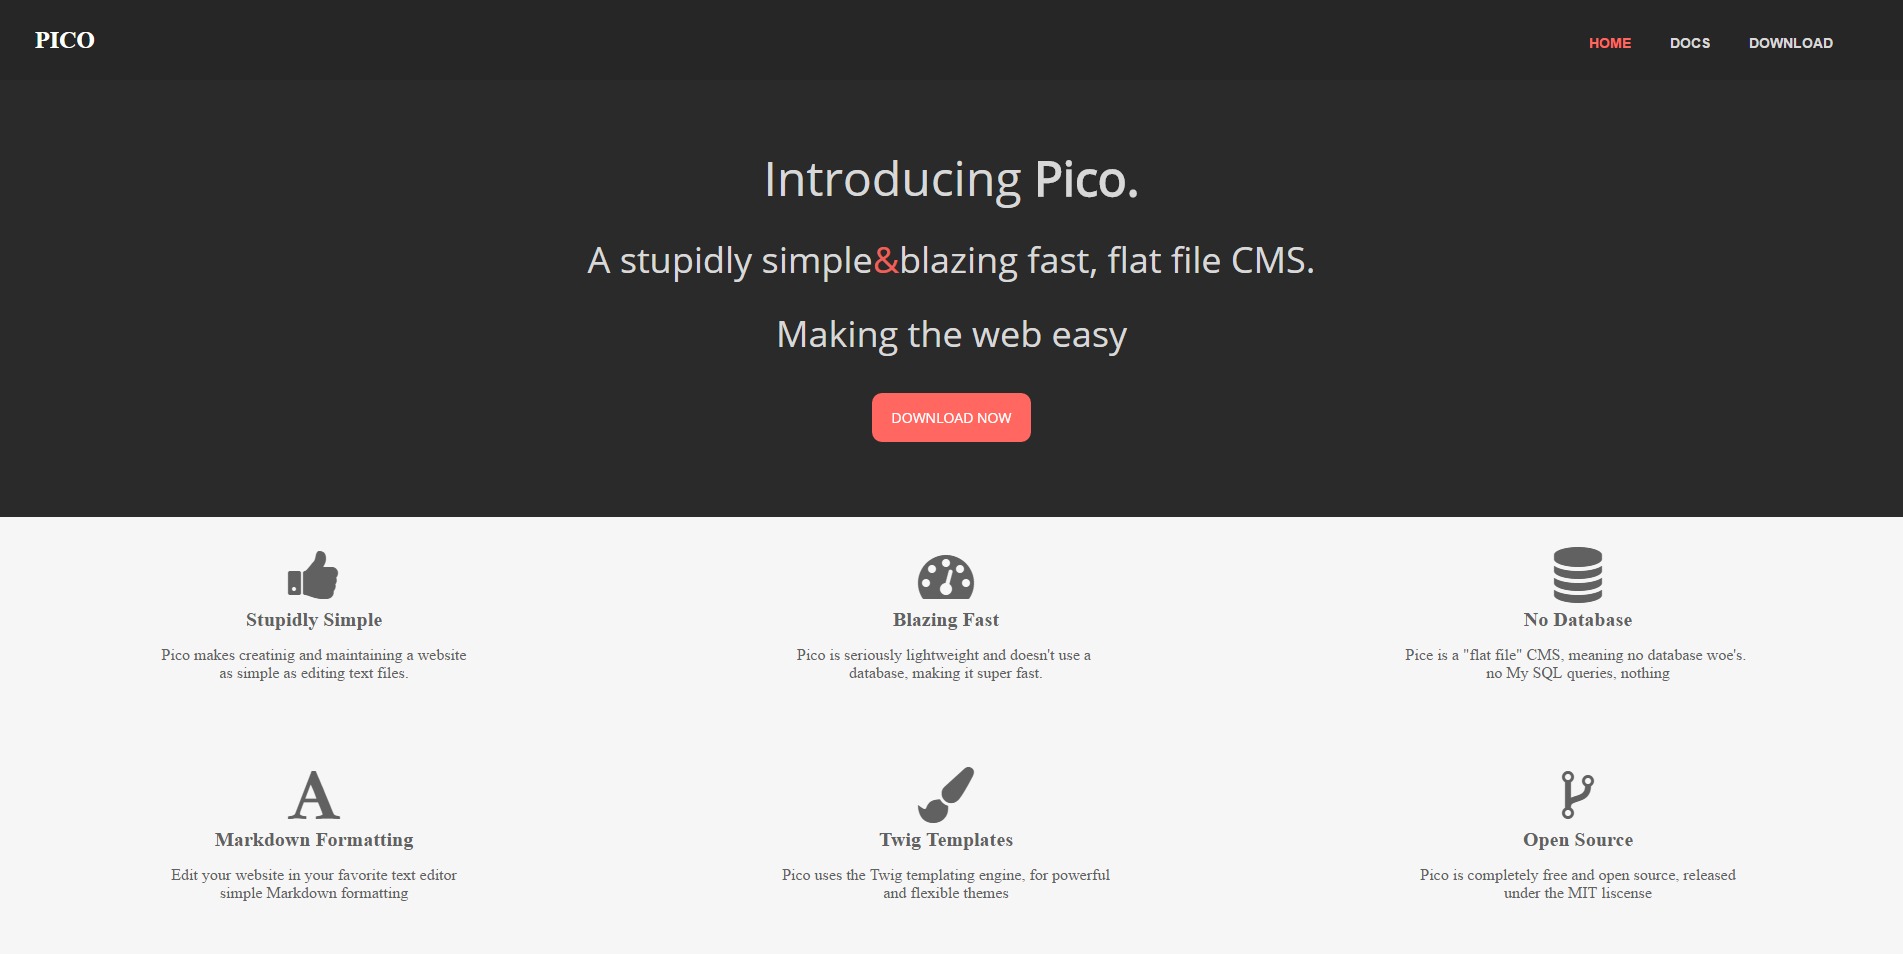 PICO
HOME DOCS DOWNLOAD
Introducing Pico.
A stupidly simple&blazing fast, flat file CMS.
Making the web easy
DOWNLOAD NOW
Stupidly Simple
Pico makes creatinig and maintaining a website
as simple as editing text files.
Blazing Fast
Pico is seriously lightweight and doesn't use a
database, making it super fast.
No Database
Pice is a "flat file" CMS, meaning no database woe's.
no My SQL queries, nothing
Markdown Formatting
Edit your website in your favorite text editor
simple Markdown formatting
Twig Templates
Pico uses the Twig templating engine, for powerful
and flexible themes
Open Source
Pico is completely free and open source, released
under the MIT liscense